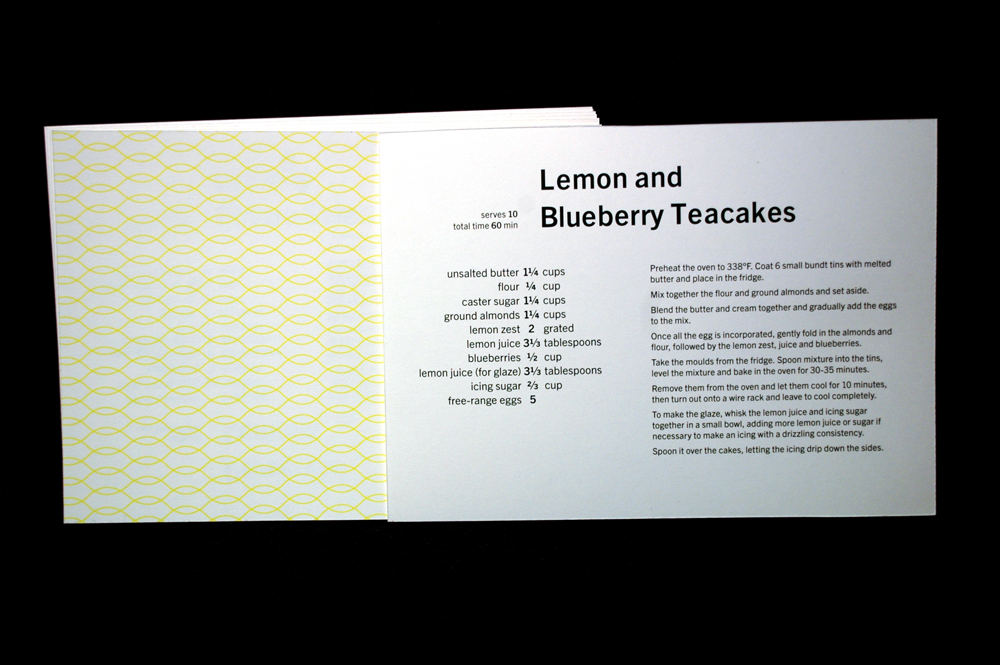 Lemon and
Blueberry Teacakes
serves 10
total time 60 min
unsalted butter 1¼ cups
flour ¼ cup
caster sugar 1¼ cups
ground almonds 1¼ cups
lemon zest 2 grated
lemon juice 3⅓ tablespoons
blueberries ½ cup
lemon juice (for glaze) 3⅓ tablespoons
icing sugar ⅔ cup
free-range eggs 5
Preheat the oven to 338°F. Coat 6 small bundt tins with melted
butter and place in the fridge.
Mix together the flour and ground almonds and set aside.
Blend the butter and cream together and gradually add the eggs
to the mix.
Once all the egg is incorporated, gently fold in the almonds and
flour, followed by the lemon zest, juice and blueberries.
Take the moulds from the fridge. Spoon mixture into the tins,
level the mixture and bake in the oven for 30-35 minutes.
Remove them from the oven and let them cool for 10 minutes,
then turn out onto a wire rack and leave to cool completely.
To make the glaze, whisk the lemon juice and icing sugar
together in a small bowl, adding more lemon juice or sugar if
necessary to make an icing with a drizzling consistency.
Spoon it over the cakes, letting the icing drip down the sides.